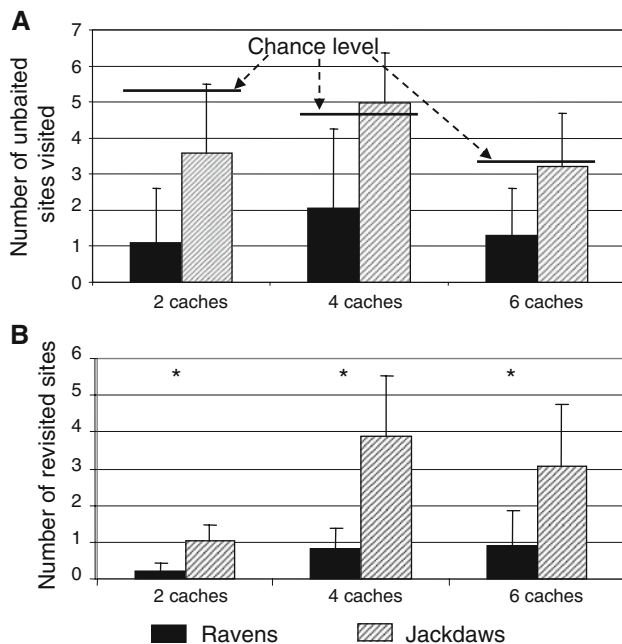 A
Number of unbaited
sites visited
7
6
5
4
3
2
1
0
Chance level
2 caches
4 caches
6 caches
B
Number of revisited sites
6
5
4
3
2
1
0
*
*
*
2 caches
4 caches
6 caches
Ravens
Jackdaws